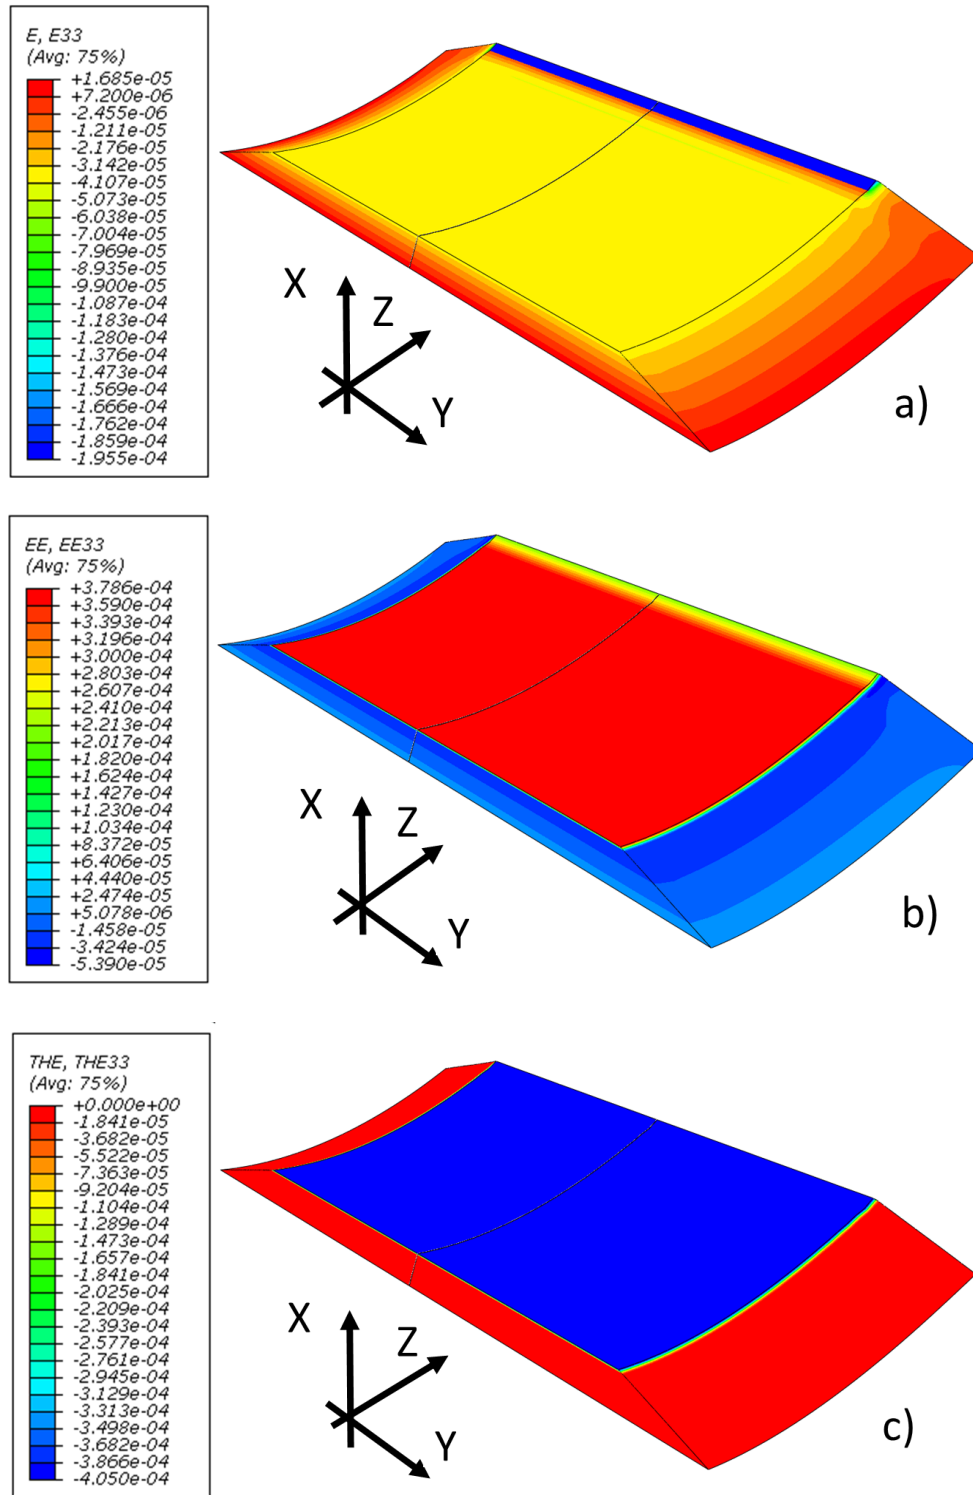 E, E33
(Avg: 75%)
+1.685e-05
+7.200e-06
-2.455e-06
-1.211e-05
-2.176e-05
-3.142e-05
-4.107e-05
-5.073e-05
-6.038e-05
-7.004e-05
-7.969e-05
-8.935e-05
-9.900e-05
-1.087e-04
-1.183e-04
-1.280e-04
-1.376e-04
-1.473e-04
-1.569e-04
-1.666e-04
-1.762e-04
-1.859e-04
-1.955e-04
X
Z
Y
a)
EE, EE33
(Avg: 75%)
+3.786e-04
+3.590e-04
+3.393e-04
+3.196e-04
+3.000e-04
+2.803e-04
+2.607e-04
+2.410e-04
+2.213e-04
+2.017e-04
+1.820e-04
+1.624e-04
+1.427e-04
+1.230e-04
+1.034e-04
+8.372e-05
+6.406e-05
+4.440e-05
+2.474e-05
+5.078e-06
-1.458e-05
-3.424e-05
-5.390e-05
X
Z
Y
b)
THE, THE33
(Avg: 75%)
+0.000e+00
-1.841e-05
-3.682e-05
-5.522e-05
-7.363e-05
-9.204e-05
-1.104e-04
-1.289e-04
-1.473e-04
-1.657e-04
-1.841e-04
-2.025e-04
-2.209e-04
-2.393e-04
-2.577e-04
-2.761e-04
-2.945e-04
-3.129e-04
-3.313e-04
-3.498e-04
-3.682e-04
-3.866e-04
-4.050e-04
X
Z
Y
c)